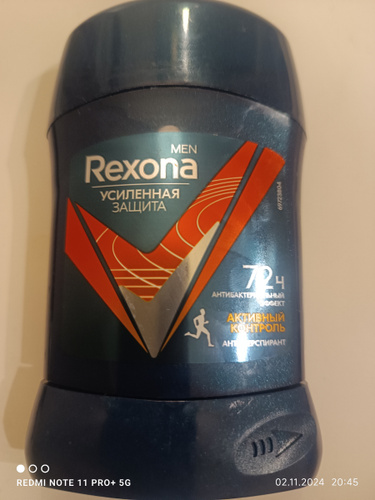 MEN
Rexona
УСИЛЕННАЯ
ЗАЩИТА
72 Ч
АНТИБАКТЕРИАЛЬНЫЙ
ЭФФЕКТ
АКТИВНЫЙ
КОНТРОЛЬ
АНТИПЕРСПИРАНТ
REDMI NOTE 11 PRO+ 5G
02.11.2024 20:45